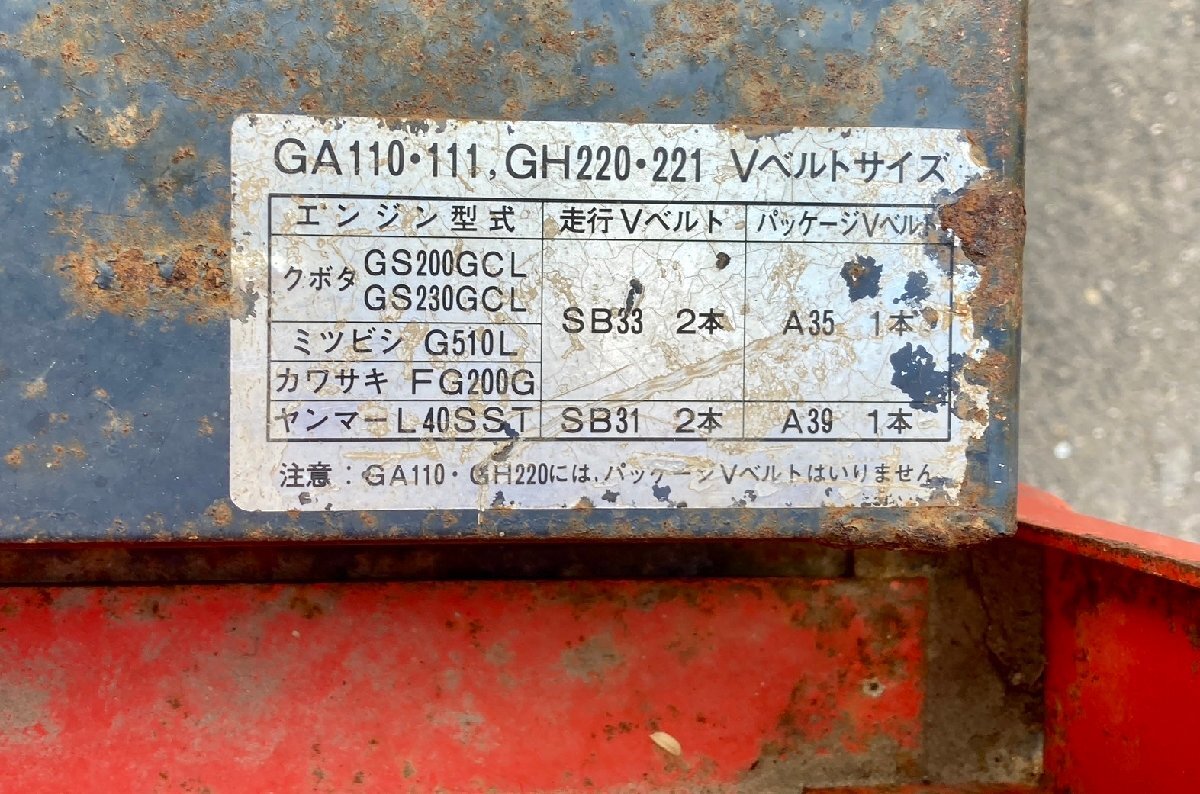 GA110・111, GH220・221 Vベルトサイズ
エンジン型式 走行Vベルト パッケージVベルト
クボタ GS200GCL
GS230GCL
SB33 2本 A35 1本
ミツビシ G510L
カワサキ FG200G
ヤンマー L40SST SB31 2本 A39 1本
注意:GA110・GH220には、パッケージVベルトはいりません